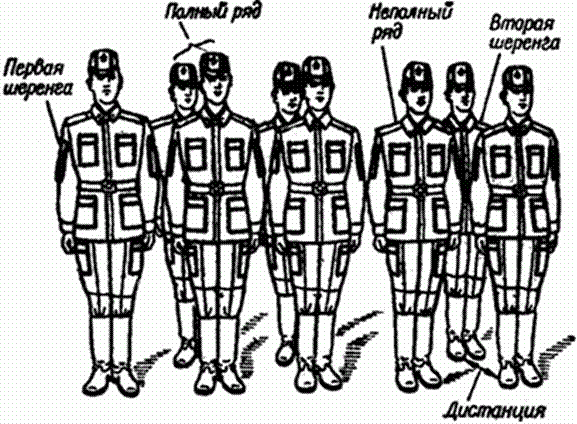 Полный ряд
Неполный
ряд
Вторая
шеренга
Первая
шеренга
Дистанция